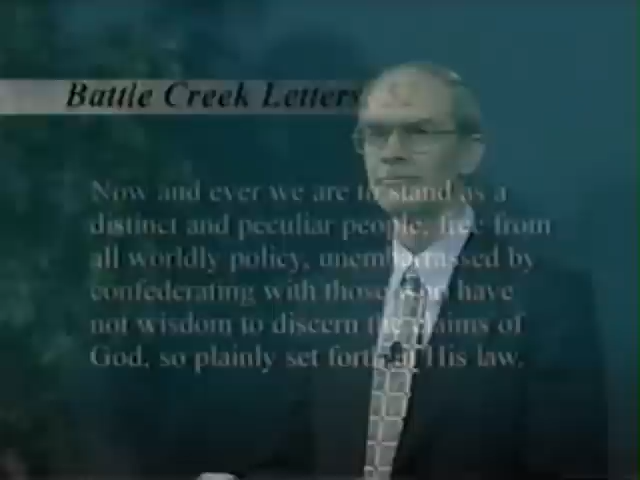 Battle Creek Letters
Now and ever we are to stand as a
distinct and peculiar people, free from
all worldly policy, unembarrassed by
confederating with those who have
not wisdom to discern the claims of
God, so plainly set forth in His law.